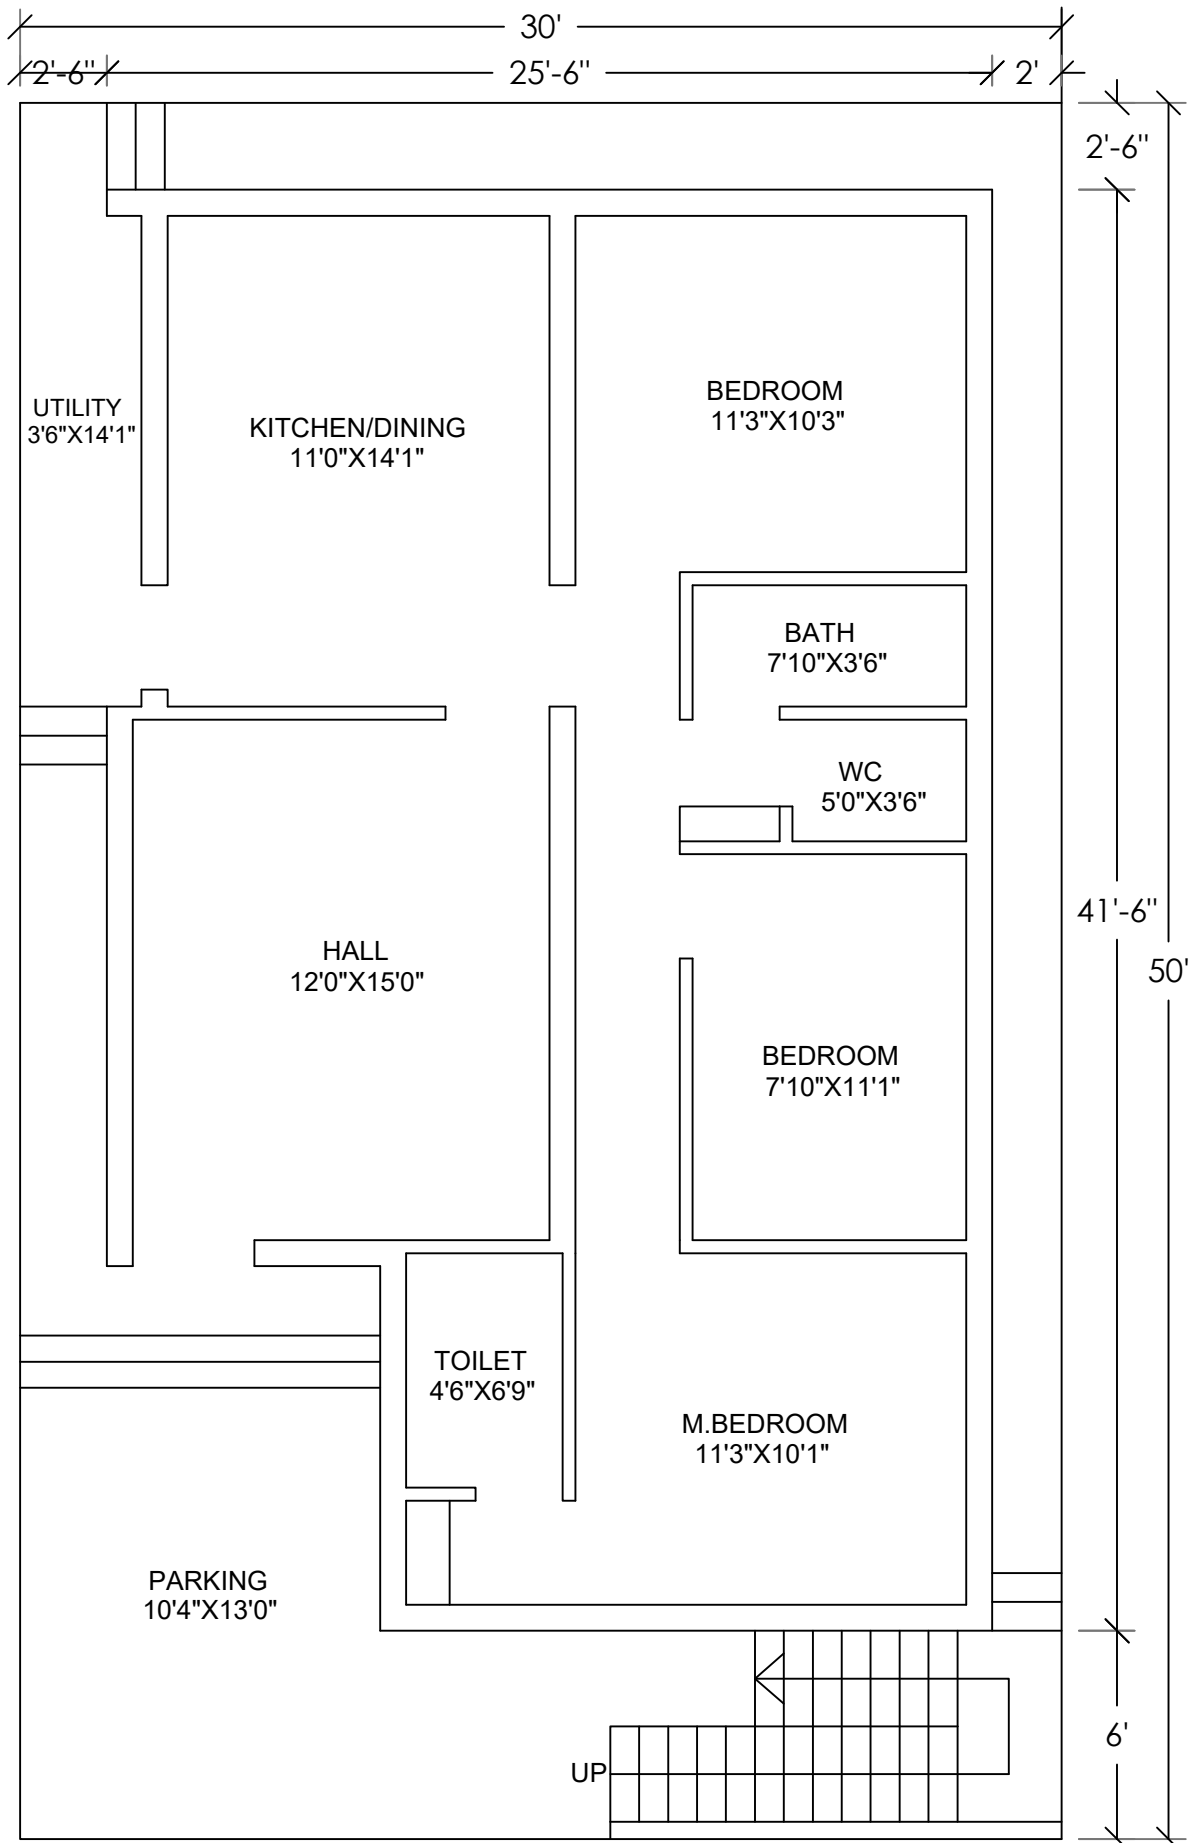 30'
2'-6"
25'-6"
2'
2'-6"
BEDROOM
11'3"X10'3"
UTILITY
3'6"X14'1"
KITCHEN/DINING
11'0"X14'1"
BATH
7'10"X3'6"
WC
5'0"X3'6"
41'-6"
HALL
12'0"X15'0"
50'
BEDROOM
7'10"X11'1"
TOILET
4'6"X6'9"
M.BEDROOM
11'3"X10'1"
PARKING
10'4"X13'0"
6'
UP